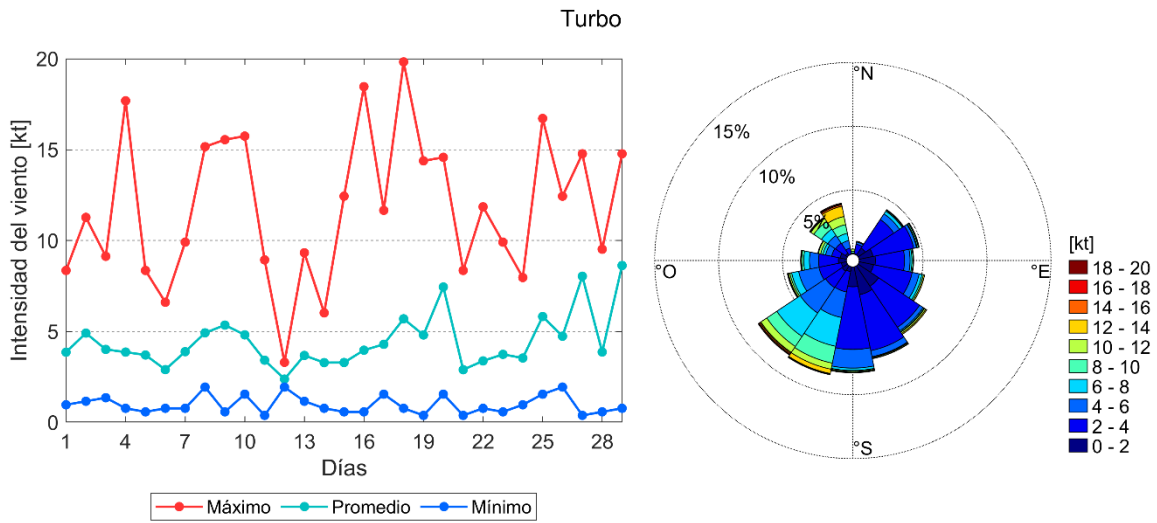 Turbo
Intensidad del viento [kt]
20
15
10
5
0
1 4 7 10 13 16 19 22 25 28
Días
Máximo Promedio Mínimo
°N
15%
10%
5%
°O
°E
°S
[kt]
18 - 20
16 - 18
14 - 16
12 - 14
10 - 12
8 - 10
6 - 8
4 - 6
2 - 4
0 - 2